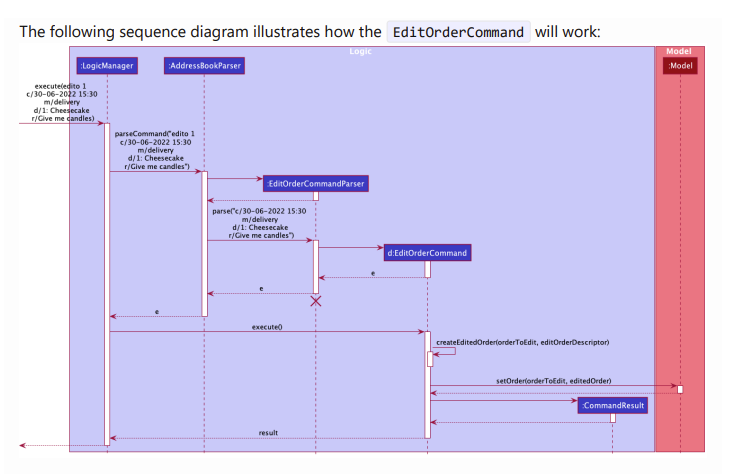 The following sequence diagram illustrates how the EditOrderCommand will work:
Logic
Model
:LogicManager
:AddressBookParser
:Model
execute(edito 1
c/30-06-2022 15:30
m/delivery
d/1: Cheesecake
r/Give me candles)
parseCommand("edito 1
c/30-06-2022 15:30
m/delivery
d/1: Cheesecake
r/Give me candles")
:EditOrderCommandParser
parse("c/30-06-2022 15:30
m/delivery
d/1: Cheesecake
r/Give me candles")
d:EditOrderCommand
e
e
e
execute()
createEditedOrder(orderToEdit, editOrderDescriptor)
setOrder(orderToEdit, editedOrder)
:CommandResult
result